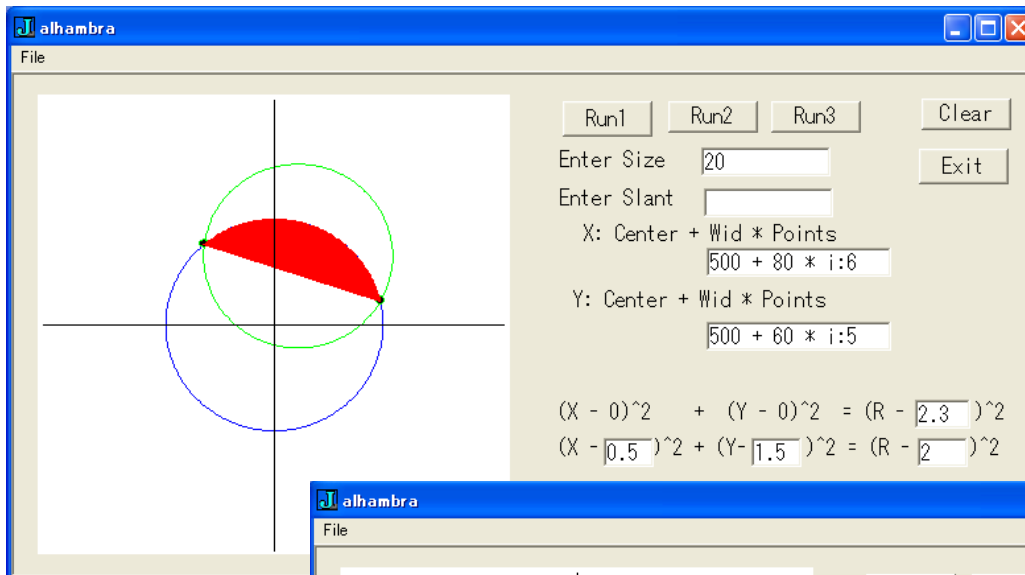 alhambra
File
Run1 Run2 Run3 Clear
Enter Size 20 Exit
Enter Slant
X: Center + Wid * Points
500 + 80 * i:6
Y: Center + Wid * Points
500 + 60 * i:5
(X - 0)^2 + (Y - 0)^2 = (R - 2.3 )^2
(X - 0.5 )^2 + (Y- 1.5 )^2 = (R - 2 )^2
alhambra
File